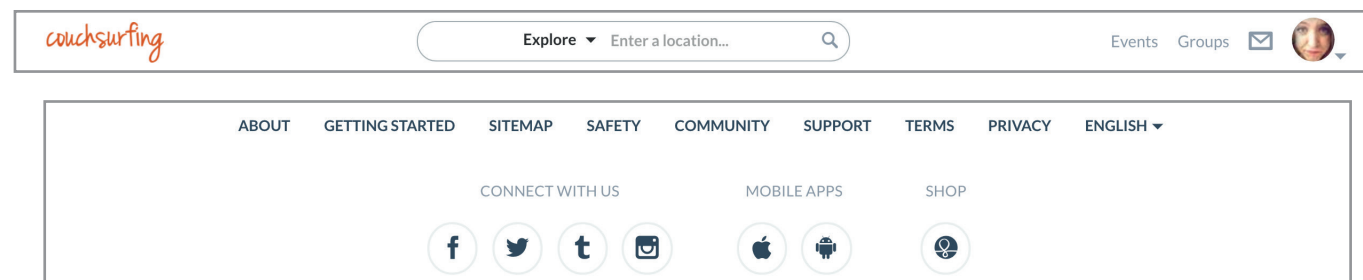 couchsurfing Explore Enter a location... Events Groups
ABOUT GETTING STARTED SITEMAP SAFETY COMMUNITY SUPPORT TERMS PRIVACY ENGLISH
CONNECT WITH US MOBILE APPS SHOP